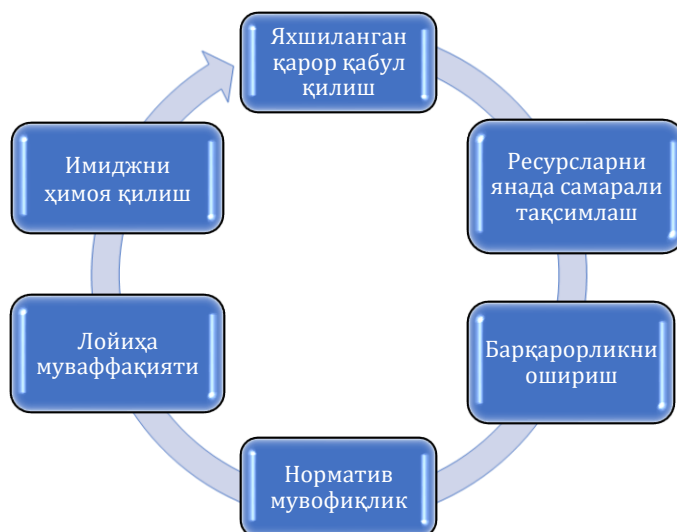 Яхшиланган
қарор қабул
қилиш
Ресурсларни
янада самарали
тақсимлаш
Барқарорликни
ошириш
Норматив
мувофиқлик
Лойиҳа
муваффақияти
Имиджни
ҳимоя қилиш